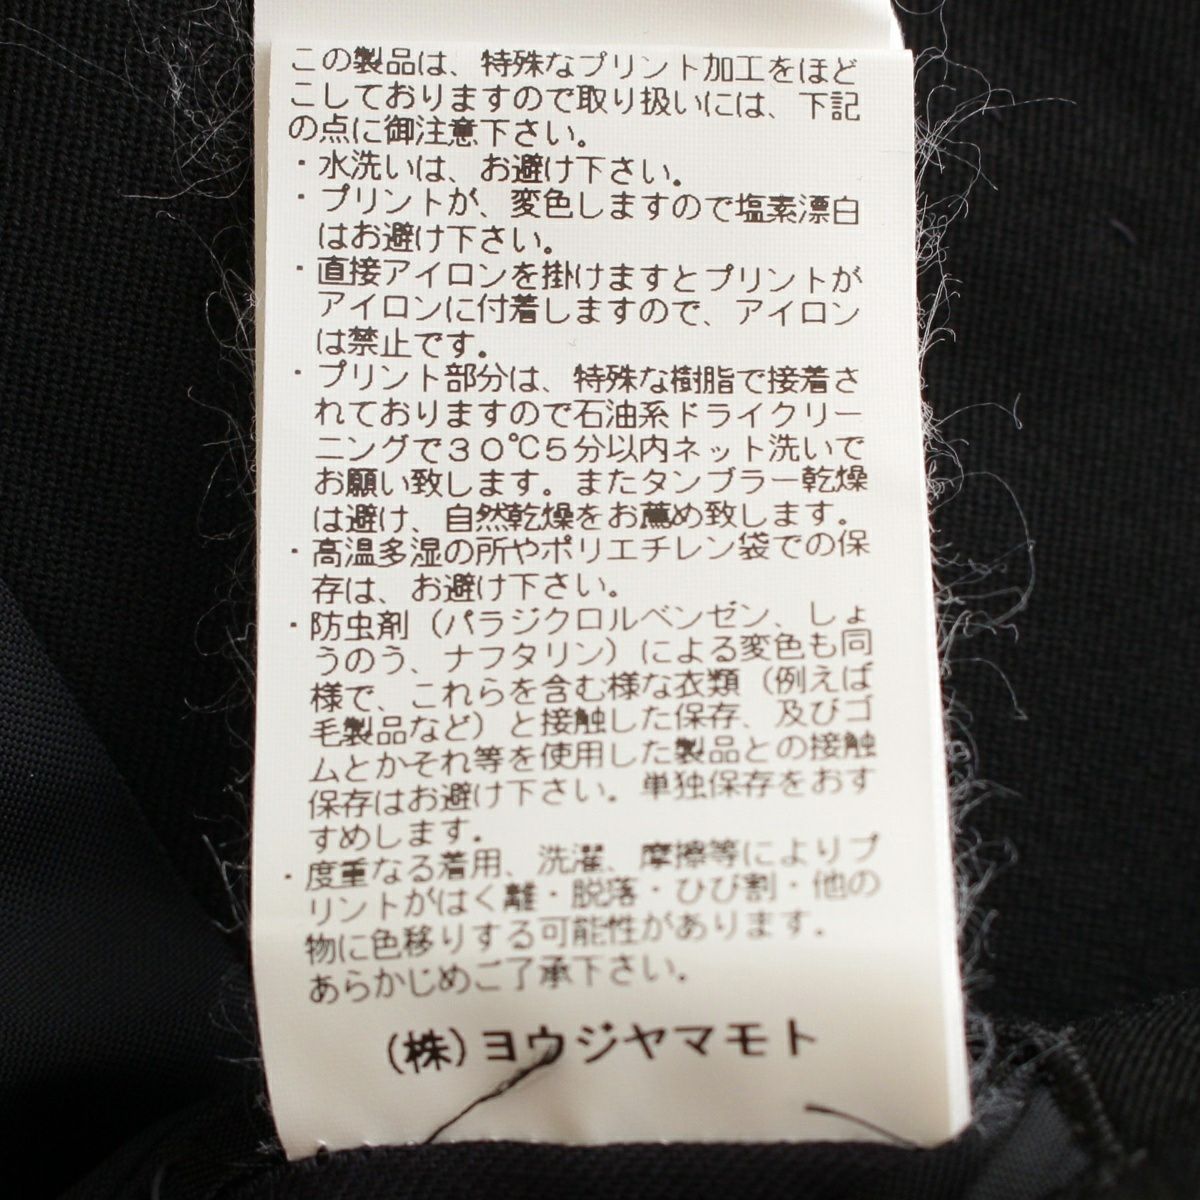 この製品は、特殊なプリント加工をほど
こしておりますので取り扱いには、下記
の点に御注意下さい。
・水洗いは、お避け下さい。
・プリントが、変色しますので塩素漂白
はお避け下さい。
・直接アイロンを掛けますとプリントが
アイロンに付着しますので、アイロン
は禁止です。
・プリント部分は、特殊な樹脂で接着さ
れておりますので石油系ドライクリー
ニングで30℃5分以内ネット洗いで
お願い致します。またタンブラー乾燥
は避け、自然乾燥をお薦め致します。
・高温多湿の所やポリエチレン袋での保
存は、お避け下さい。
・防虫剤(パラジクロルベンゼン、しょ
うのう、ナフタリン)による変色も同
様で、これらを含む様な衣類(例えば
毛製品など)と接触した保存、及びゴ
ムとかそれ等を使用した製品との接触
保存はお避け下さい。単独保存をおす
すめします。
・度重なる着用、洗濯、摩擦等によりプ
リントがはく離・脱落・ひび割・他の
物に色移りする可能性があります。
あらかじめご了承下さい。
(株)ヨウジヤマモト